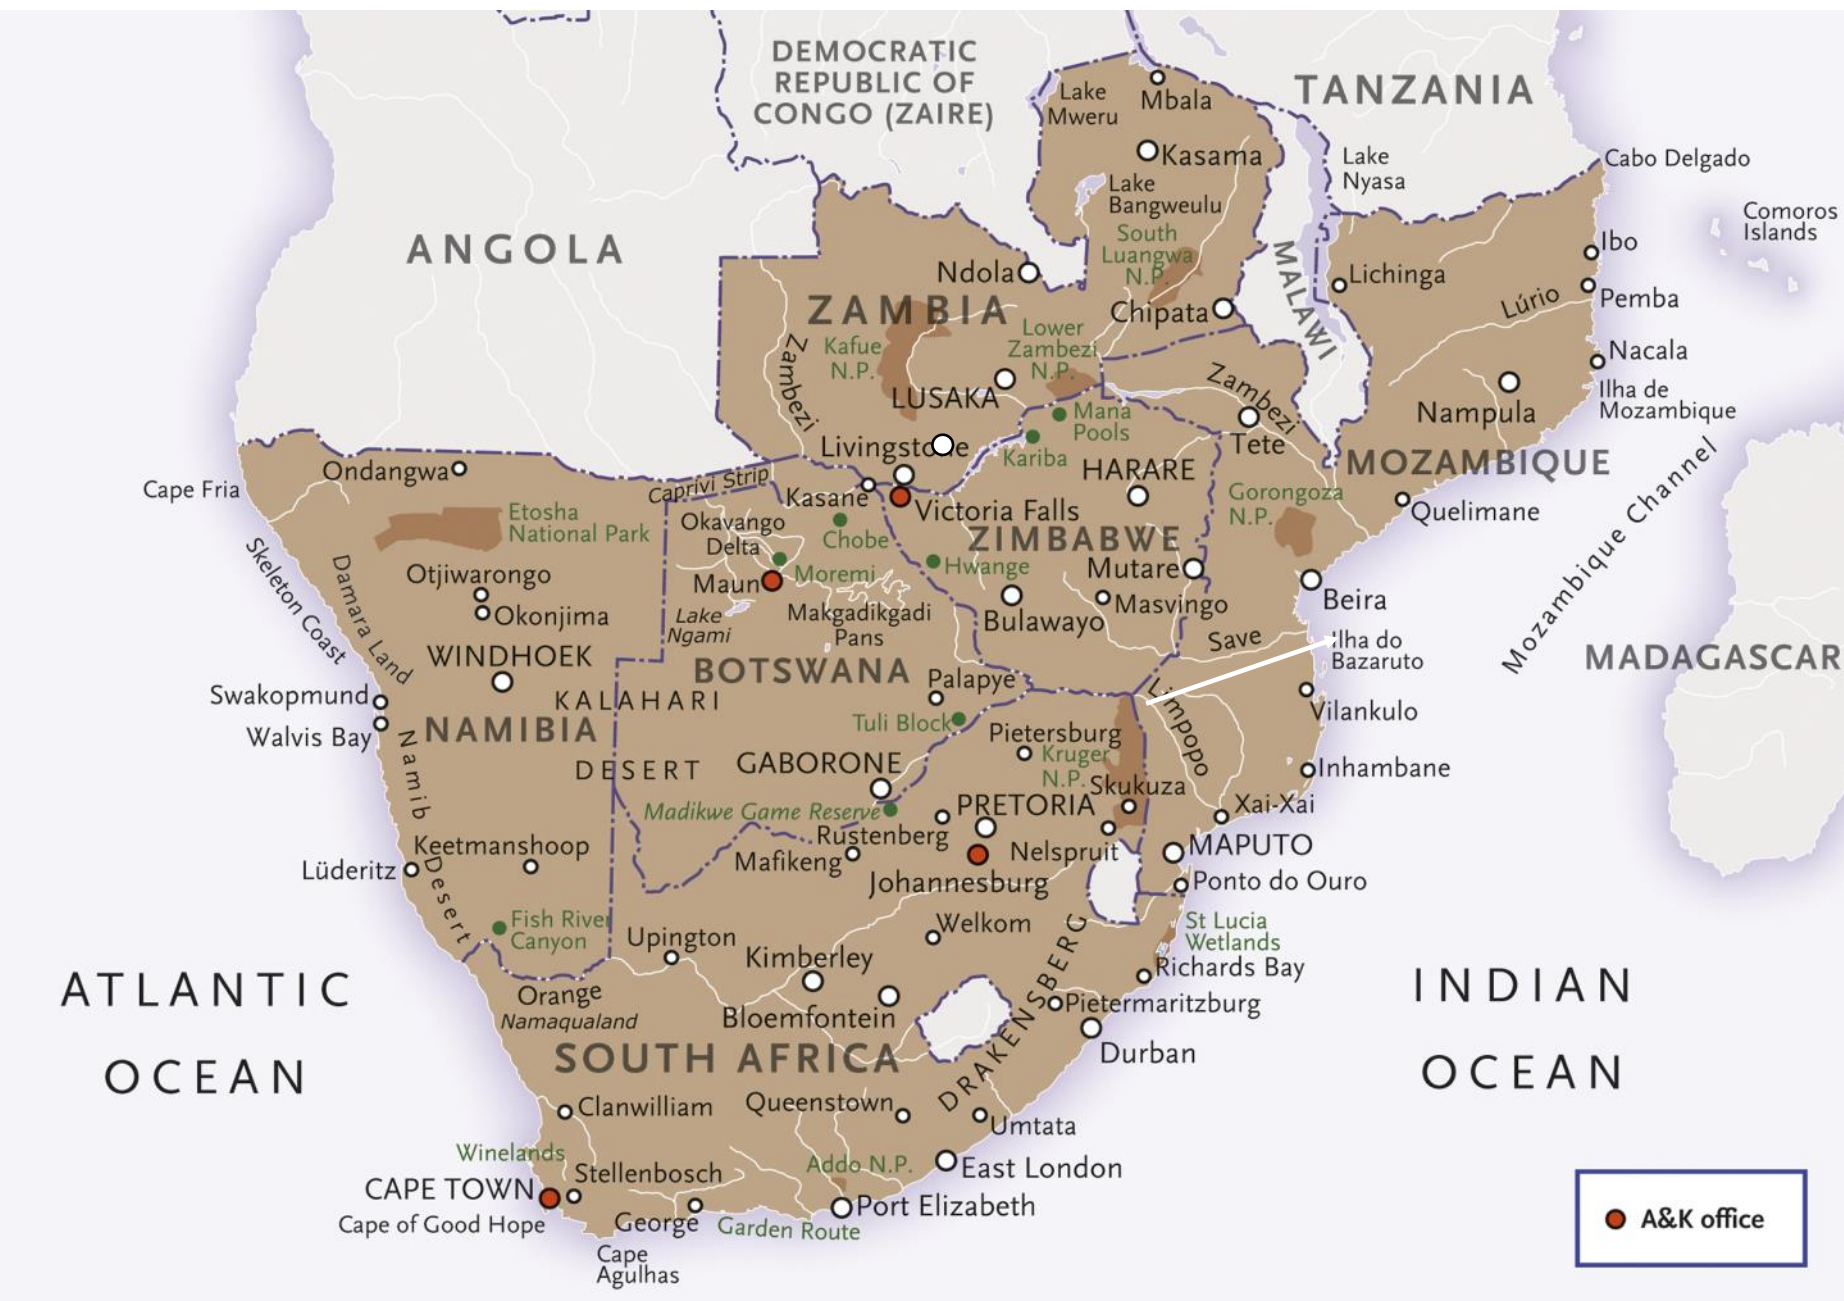 DEMOCRATIC
REPUBLIC OF
CONGO (ZAIRE)
TANZANIA
Lake
Mweru
Mbala
Kasama
Lake
Nyasa
Cabo Delgado
Lake
Bangweulu
Comoros
Islands
ANGOLA
South
Luangwa
N.P.
MALAWI
Ibo
Ndola
Lichinga
Lúrio
Pemba
ZAMBIA
Chipata
Kafue
N.P.
Lower
Zambezi
N.P.
Zambezi
Zambezi
Nacala
LUSAKA
Ilha de
Mozambique
Mana
Pools
Nampula
Tete
Livingstone
Kariba
HARARE
MOZAMBIQUE
Mozambique Channel
Ondangwa
Caprivi Strip
Kasane
Cape Fria
Gorongoza
N.P.
Quelimane
Etosha
National Park
Okavango
Delta
Victoria Falls
Chobe
ZIMBABWE
Skeleton Coast
Damara Land
Otjiwarongo
Maun
Moremi
Hwange
Mutare
Okonjima
Lake
Ngami
Makgadikgadi
Pans
Bulawayo
Masvingo
Beira
WINDHOEK
Save
Ilha do
Bazaruto
MADAGASCAR
BOTSWANA
Palapye
Swakopmund
KALAHARI
Limpopo
Vilankulo
Walvis Bay
NAMIBIA
Tuli Block
Pietersburg
Kruger
N.P.
Namib
Desert
DESERT
GABORONE
Skukuza
Inhambane
Madikwe Game Reserve
PRETORIA
Xai-Xai
Rustenberg
Keetmanshoop
Mafikeng
Nelspruit
MAPUTO
Lüderitz
Johannesburg
Ponto do Ouro
Fish River
Canyon
Welkom
St Lucia
Wetlands
Upington
Kimberley
DRAKENSBERG
Richards Bay
ATLANTIC
OCEAN
INDIAN
OCEAN
Orange
Namaqualand
Bloemfontein
Pietermaritzburg
SOUTH AFRICA
Durban
Clanwilliam
Queenstown
Umtata
Winelands
Stellenbosch
Addo N.P.
East London
CAPE TOWN
Cape of Good Hope
George
Garden Route
Port Elizabeth
Cape
Agulhas
A&K office